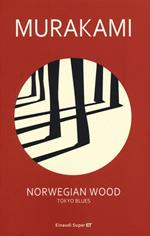 MURAKAMI
NORWEGIAN WOOD
TOKYO BLUES
Einaudi Super ET